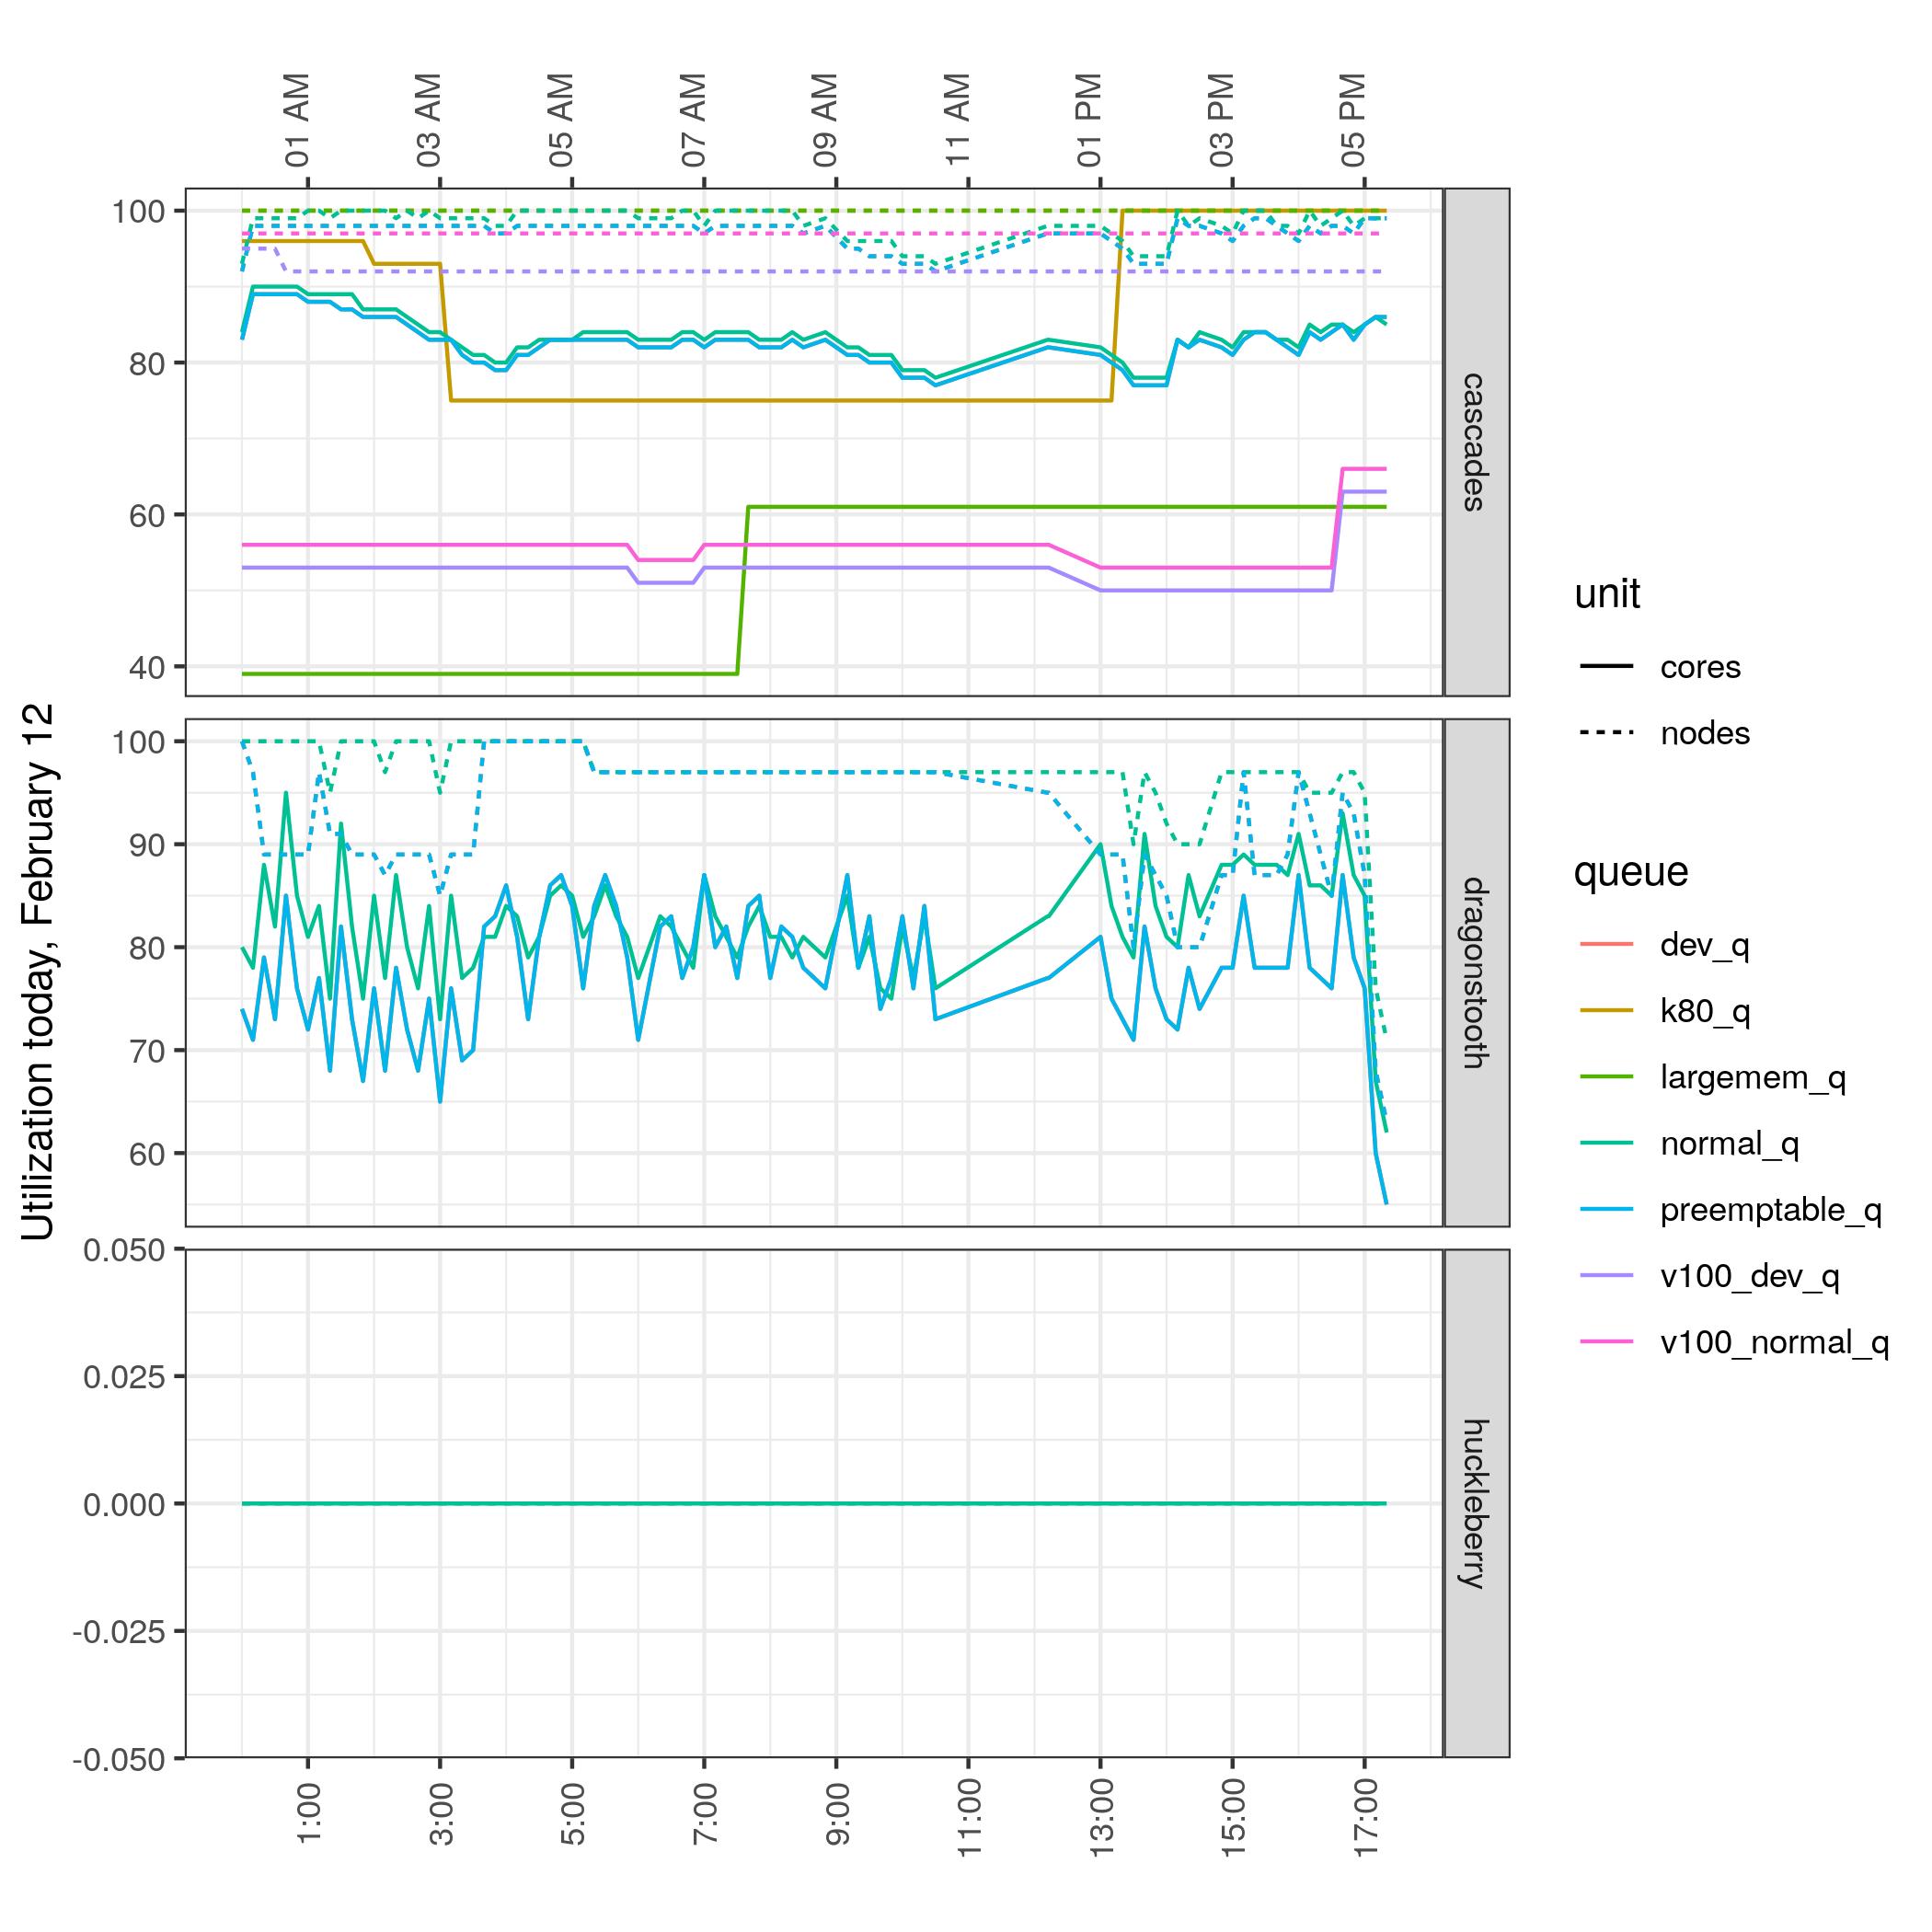 01 AM
03 AM
05 AM
07 AM
09 AM
11 AM
01 PM
03 PM
05 PM
Utilization today, February 12
100
80
60
40
cascades
100
90
80
70
60
dragonstooth
0.050
0.025
0.000
-0.025
-0.050
huckleberry
1:00
3:00
5:00
7:00
9:00
11:00
13:00
15:00
17:00
unit
cores
nodes
queue
dev_q
k80_q
largemem_q
normal_q
preemptable_q
v100_dev_q
v100_normal_q